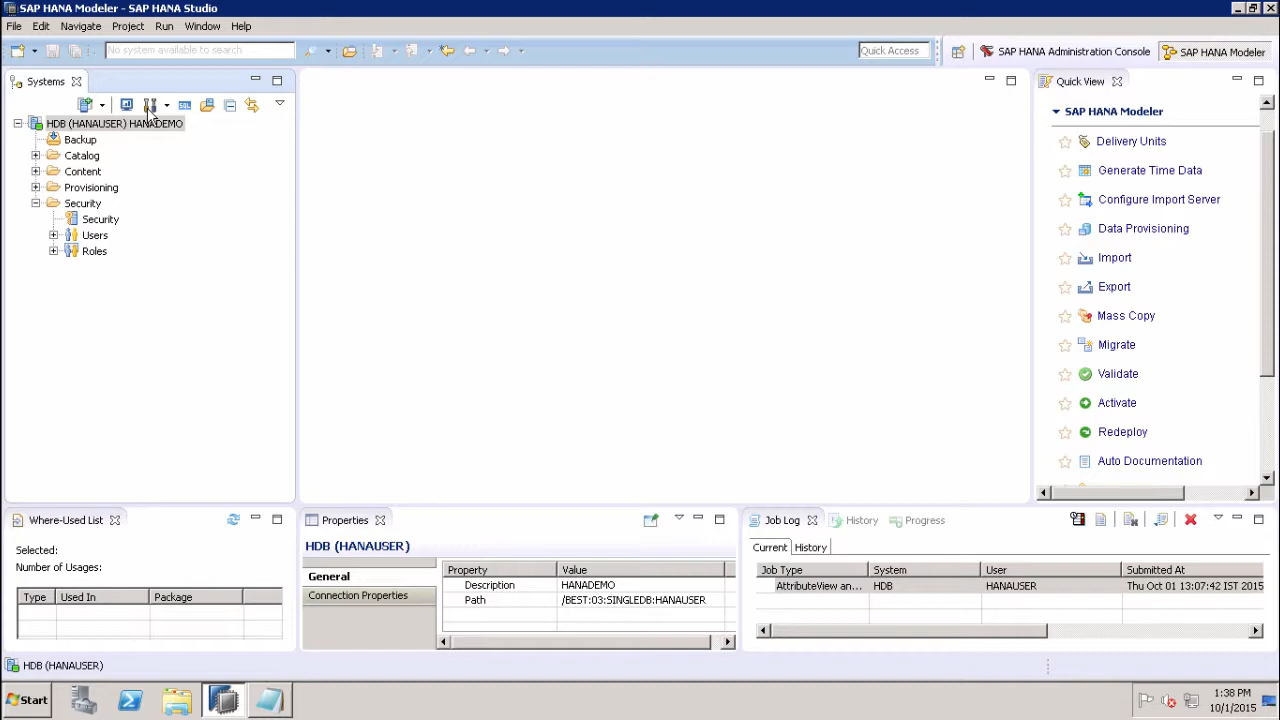 SAP HANA Modeler - SAP HANA Studio
File Edit Navigate Project Run Window Help
No system available to search ...
Quick Access
SAP HANA Administration Console
SAP HANA Modeler
Systems
HDB (HANAUSER) HANADEMO
Backup
Catalog
Content
Provisioning
Security
Security
Users
Roles
Quick View
SAP HANA Modeler
Delivery Units
Generate Time Data
Configure Import Server
Data Provisioning
Import
Export
Mass Copy
Migrate
Validate
Activate
Redeploy
Auto Documentation
Where-Used List
Selected:
Number of Usages:
Type Used In Package
Properties
HDB (HANAUSER)
General
Connection Properties
Property Value
Description HANADEMO
Path /BEST:03:SINGLEDB:HANAUSER
Job Log History Progress
Current History
Job Type System User Submitted At
AttributeView an... HDB HANAUSER Thu Oct 01 13:07:42 IST 2015
HDB (HANAUSER)
Start
1:38 PM
10/1/2015